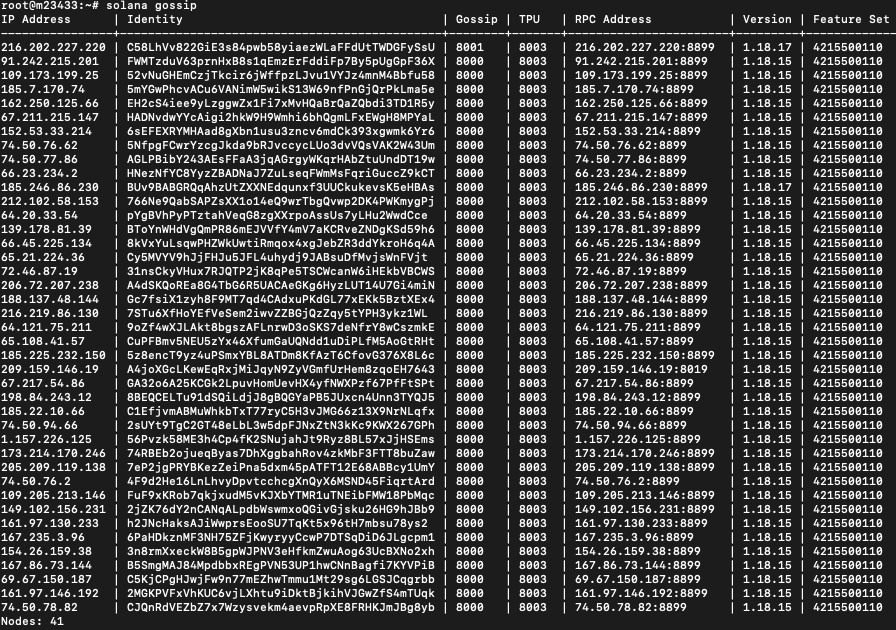 root@m23433:~# solana gossip
IP Address | Identity | Gossip | TPU | RPC Address | Version | Feature Set
216.202.227.220 | C58LhVv822GiE3s84pwb58yiaezWLaFFdUtTWDGFySsU | 8001 | 8003 | 216.202.227.220:8899 | 1.18.17 | 4215500110
91.242.215.201 | FWMTzduV63prnHxB8s1qEmzErFddiFp7By5pUgGpF36X | 8000 | 8003 | 91.242.215.201:8899 | 1.18.15 | 4215500110
109.173.199.25 | 52vNuGHEmCzjTkcir6jWffpzLJvu1VYJz4mnM4Bbfu58 | 8000 | 8003 | 109.173.199.25:8899 | 1.18.15 | 4215500110
185.7.170.74 | 5mYGwPhcvACu6VANimW5wikS13W69nfPnGjQrPkLma5e | 8000 | 8003 | 185.7.170.74:8899 | 1.18.15 | 4215500110
162.250.125.66 | EH2cS4iee9yLzggwZx1Fi7xMvHQaBrQaZQbdi3TD1R5y | 8000 | 8003 | 162.250.125.66:8899 | 1.18.15 | 4215500110
67.211.215.147 | HADNvdwYYcAigi2hkW9H9Wmhi6bhQgmLFxEWgH8MPYaL | 8000 | 8003 | 67.211.215.147:8899 | 1.18.15 | 4215500110
152.53.33.214 | 6sEFEXRYMHAad8gXbn1usu3zncv6mdCk393xgwmk6Yr6 | 8000 | 8003 | 152.53.33.214:8899 | 1.18.15 | 4215500110
74.50.76.62 | 5NfpgFCwrYzcgJkda9bRJvccycLUo3dvVQsVAK2W43Um | 8000 | 8003 | 74.50.76.62:8899 | 1.18.15 | 4215500110
74.50.77.86 | AGLPBibY243AEsFFaA3jqAGrgyWKqrHAbZtuUndDT19w | 8000 | 8003 | 74.50.77.86:8899 | 1.18.15 | 4215500110
66.23.234.2 | HNezNfYC8YyzZBADNaJ7ZuLseqFWmMsFqriGuccZ9kCT | 8000 | 8003 | 66.23.234.2:8899 | 1.18.15 | 4215500110
185.246.86.230 | BUv9BABGRQqAhzUtZXXNEdqunxf3UUCkukevsK5eHBAs | 8000 | 8003 | 185.246.86.230:8899 | 1.18.17 | 4215500110
212.102.58.153 | 766Ne9QabSAPZsXX1o14eQ9wrTbgQvwp2DK4PWKmygPj | 8000 | 8003 | 212.102.58.153:8899 | 1.18.15 | 4215500110
64.20.33.54 | pYgBVhPyPTztahVeqG8zgXXrpoAssUs7yLHu2WwdCce | 8000 | 8003 | 64.20.33.54:8899 | 1.18.15 | 4215500110
139.178.81.39 | BToYnWHdVgQmPR86mEJVVfY4mV7aKCRveZNDgKSd59h6 | 8000 | 8003 | 139.178.81.39:8899 | 1.18.15 | 4215500110
66.45.225.134 | 8kVxYuLsqwPHZWkUwtiRmqox4xgJebZR3ddYkroH6q4A | 8000 | 8003 | 66.45.225.134:8899 | 1.18.15 | 4215500110
65.21.224.36 | Cy5MVYV9hJjFHJu5JFL4uhydj9JABsuDfMvjsWnFVjt | 8000 | 8003 | 65.21.224.36:8899 | 1.18.15 | 4215500110
72.46.87.19 | 31nsCkyVHux7RJQTP2jK8qPe5TSCWcanW6iHEkbVBCWS | 8000 | 8003 | 72.46.87.19:8899 | 1.18.15 | 4215500110
206.72.207.238 | A4dSKQoREa8G4TbG6R5UACAeGKg6HyzLUT14U7Gi4miN | 8000 | 8003 | 206.72.207.238:8899 | 1.18.15 | 4215500110
188.137.48.144 | Gc7fsiX1zyh8F9MT7qd4CAdxuPKdGL77xEKk5BztXEx4 | 8000 | 8003 | 188.137.48.144:8899 | 1.18.15 | 4215500110
216.219.86.130 | 7STu6XfHoYEfVeSem2iwvZZBGjQzZqy5tYPH3ykz1WL | 8000 | 8003 | 216.219.86.130:8899 | 1.18.15 | 4215500110
64.121.75.211 | 9oZf4wXJLAkt8bgszAFLnrwD3oSKS7deNfrY8wCszmkE | 8000 | 8003 | 64.121.75.211:8899 | 1.18.15 | 4215500110
65.108.41.57 | CuPFBmv5NEU5zYx46XfumGaUQNdd1uDiPLfM5AoGtRHt | 8000 | 8003 | 65.108.41.57:8899 | 1.18.15 | 4215500110
185.225.232.150 | 5z8encT9yz4uPSmxYBL8ATDm8KfAzT6CfovG376X8L6c | 8000 | 8003 | 185.225.232.150:8899 | 1.18.15 | 4215500110
209.159.146.19 | A4joXGcLKewEqRxjMiJqyN9ZyVGmfUrHem8zqoEH7643 | 8000 | 8003 | 209.159.146.19:8019 | 1.18.15 | 4215500110
67.217.54.86 | GA32o6A25KCGk2LpuvHomUevHX4yfNWXPzf67PfFtSPt | 8000 | 8003 | 67.217.54.86:8899 | 1.18.15 | 4215500110
198.84.243.12 | 8BEQCELTu91dSQiLdjJ8gBQGYaPB5JUxcn4Unn3TYQJ5 | 8000 | 8003 | 198.84.243.12:8899 | 1.18.15 | 4215500110
185.22.10.66 | C1EfjvmABMuWhkbTxT77ryC5H3vJMG66z13X9NrNLqfx | 8000 | 8003 | 185.22.10.66:8899 | 1.18.15 | 4215500110
74.50.94.66 | 2sUYt9TgC2GT48eLbL3w5dpFJNxZtN3kKc9KWX267GPh | 8000 | 8003 | 74.50.94.66:8899 | 1.18.15 | 4215500110
1.157.226.125 | 56Pvzk58ME3h4Cp4fK2SNujahJt9Ryz8BL57xJjHSEms | 8000 | 8003 | 1.157.226.125:8899 | 1.18.15 | 4215500110
173.214.170.246 | 74RBEb2ojueqByas7DhXggbahRov4zkMbF3FTT8buZaw | 8000 | 8003 | 173.214.170.246:8899 | 1.18.15 | 4215500110
205.209.119.138 | 7eP2jgPRYBKezZeiPna5dxm45pATFT12E68ABBcy1UmY | 8000 | 8003 | 205.209.119.138:8899 | 1.18.15 | 4215500110
74.50.76.2 | 4F9d2He16LnLhvyDpvtcchcgXnQyX6MSND45FiqrtArd | 8000 | 8003 | 74.50.76.2:8899 | 1.18.15 | 4215500110
109.205.213.146 | FuF9xKRob7qkjxudM5vKJXbYTMR1uTNEibFMW18PbMqc | 8000 | 8003 | 109.205.213.146:8899 | 1.18.15 | 4215500110
149.102.156.231 | 2jZK76dY2nCANqALpdbWswmxoQGivGjsku26HG9hJBb9 | 8000 | 8003 | 149.102.156.231:8899 | 1.18.15 | 4215500110
161.97.130.233 | h2JNcHaksAJiWwprsEooSU7TqKt5x96tH7mbsu78ys2 | 8000 | 8003 | 161.97.130.233:8899 | 1.18.15 | 4215500110
167.235.3.96 | 6PaHDkznMF3NH75ZFjKwyryyCcwP7DTSqDiD6JLgcpm1 | 8000 | 8003 | 167.235.3.96:8899 | 1.18.15 | 4215500110
154.26.159.38 | 3n8rmXxeckW8B5gpWJPNV3eHfkmZwuAog63UcBXNo2xh | 8000 | 8003 | 154.26.159.38:8899 | 1.18.15 | 4215500110
167.86.73.144 | B5SmgMAJ84MpdbbxREgPVN53UP1hwCNnBagfi7KYVPiB | 8000 | 8003 | 167.86.73.144:8899 | 1.18.15 | 4215500110
69.67.150.187 | C5KjCPgHJwjFw9n77mEZhwTmmu1Mt29sg6LGSJCqgrbb | 8000 | 8003 | 69.67.150.187:8899 | 1.18.15 | 4215500110
161.97.146.192 | 2MGKPVFxVhKUC6vjLXhtu9iDktBjkihVJGwZfS4mTUqk | 8000 | 8003 | 161.97.146.192:8899 | 1.18.15 | 4215500110
74.50.78.82 | CJQnRdVEZbZ7x7Wzysvekm4aevpRpXE8FRHKJmJBg8yb | 8000 | 8003 | 74.50.78.82:8899 | 1.18.15 | 4215500110
Nodes: 41